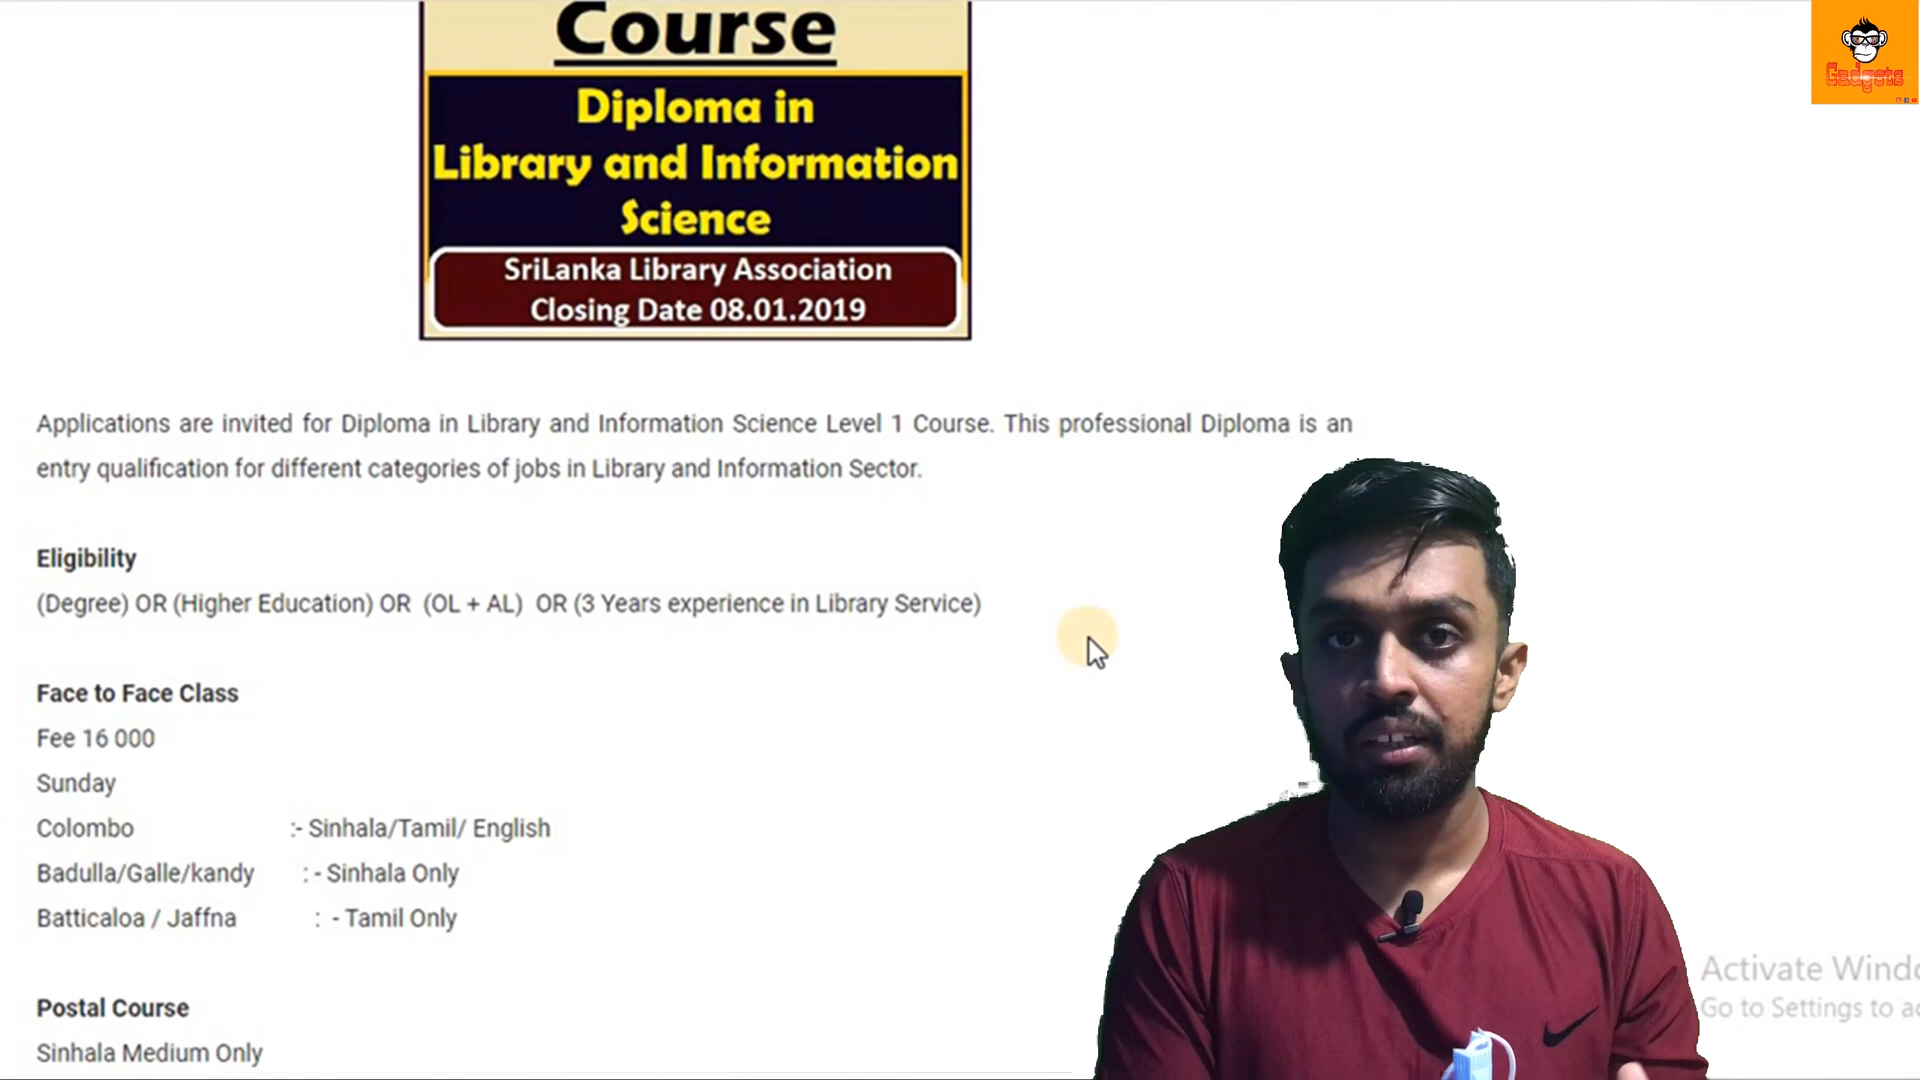 Course
Diploma in
Library and Information
Science
SriLanka Library Association
Closing Date 08.01.2019
Gadgets
Applications are invited for Diploma in Library and Information Science Level 1 Course. This professional Diploma is an
entry qualification for different categories of jobs in Library and Information Sector.
Eligibility
(Degree) OR (Higher Education) OR (OL + AL) OR (3 Years experience in Library Service)
Face to Face Class
Fee 16 000
Sunday
Colombo :- Sinhala/Tamil/ English
Badulla/Galle/kandy : - Sinhala Only
Batticaloa / Jaffna : - Tamil Only
Postal Course
Sinhala Medium Only
Activate Windo
Go to Settings to ac